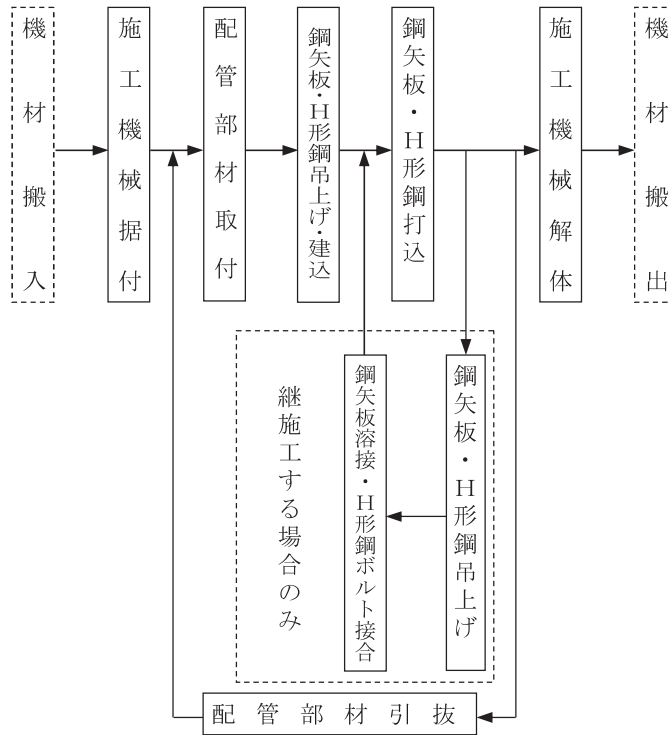 機材搬入
施工機械据付
配管部材取付
鋼矢板・H形鋼吊上げ・建込
鋼矢板・H形鋼打込
施工機械解体
機材搬出
継施工する場合のみ
鋼矢板溶接・H形鋼ボルト接合
鋼矢板・H形鋼吊上げ
配管部材引抜